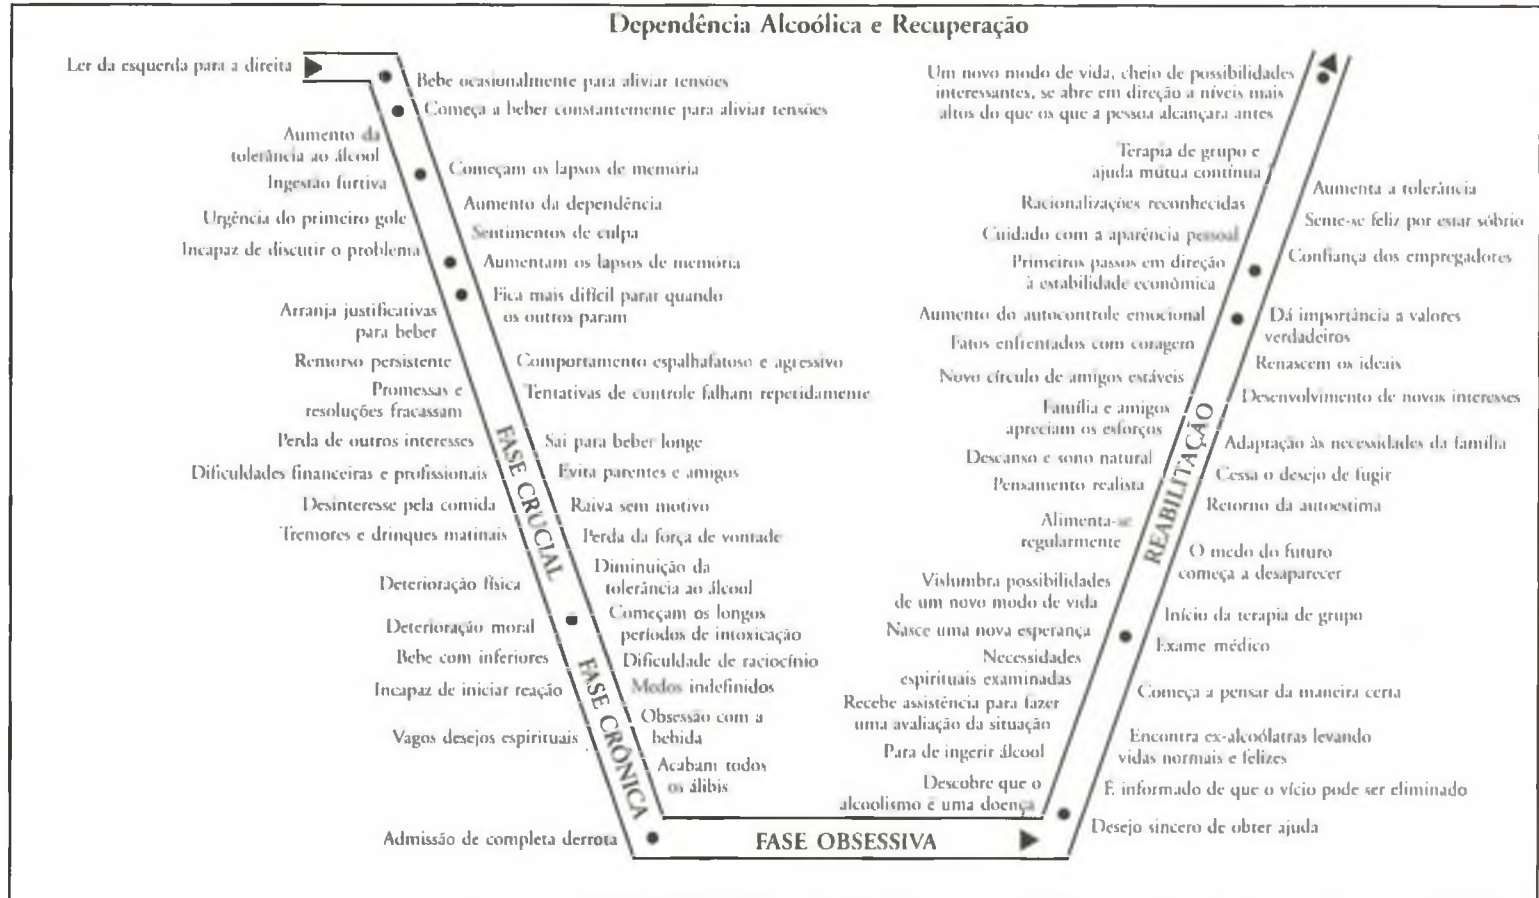 Dependência Alcoólica e Recuperação
Ler da esquerda para a direita
Bebe ocasionalmente para aliviar tensões
Começa a beber constantemente para aliviar tensões
Aumento da
tolerância ao álcool
Começam os lapsos de memória
Ingestão furtiva
Aumento da dependência
Urgência do primeiro gole
Sentimentos de culpa
Incapaz de discutir o problema
Aumentam os lapsos de memória
Fica mais difícil parar quando
os outros param
Arranja justificativas
para beber
Remorso persistente
Comportamento espalhafatoso e agressivo
Promessas e
resoluções fracassam
Tentativas de controle falham repetidamente
FASE CRUCIAL
Perda de outros interesses
Sai para beber longe
Dificuldades financeiras e profissionais
Evita parentes e amigos
Desinteresse pela comida
Raiva sem motivo
Tremores e drinques matinais
Perda da força de vontade
Diminuição da
tolerância ao álcool
Deterioração física
Começam os longos
períodos de intoxicação
Deterioração moral
Bebe com inferiores
Dificuldade de raciocínio
FASE CRÔNICA
Incapaz de iniciar reação
Medos indefinidos
Obsessão com a
bebida
Vagos desejos espirituais
Acabam todos
os álibis
Admissão de completa derrota
FASE OBSESSIVA
Um novo modo de vida, cheio de possibilidades
interessantes, se abre em direção a níveis mais
altos do que os que a pessoa alcançara antes
Terapia de grupo e
ajuda mútua contínua
Aumenta a tolerância
Racionalizações reconhecidas
Sente-se feliz por estar sóbrio
Cuidado com a aparência pessoal
Confiança dos empregadores
Primeiros passos em direção
à estabilidade econômica
Aumento do autocontrole emocional
Dá importância a valores
verdadeiros
Fatos enfrentados com coragem
Renascem os ideais
Novo círculo de amigos estáveis
Desenvolvimento de novos interesses
Família e amigos
apreciam os esforços
REABILITAÇÃO
Adaptação às necessidades da família
Descanso e sono natural
Cessa o desejo de fugir
Pensamento realista
Retorno da autoestima
Alimenta-se
regularmente
O medo do futuro
começa a desaparecer
Vislumbra possibilidades
de um novo modo de vida
Início da terapia de grupo
Nasce uma nova esperança
Exame médico
Necessidades
espirituais examinadas
Começa a pensar da maneira certa
Recebe assistência para fazer
uma avaliação da situação
Encontra ex-alcoólatras levando
vidas normais e felizes
Para de ingerir álcool
Descobre que o
alcoolismo é uma doença
É informado de que o vício pode ser eliminado
Desejo sincero de obter ajuda